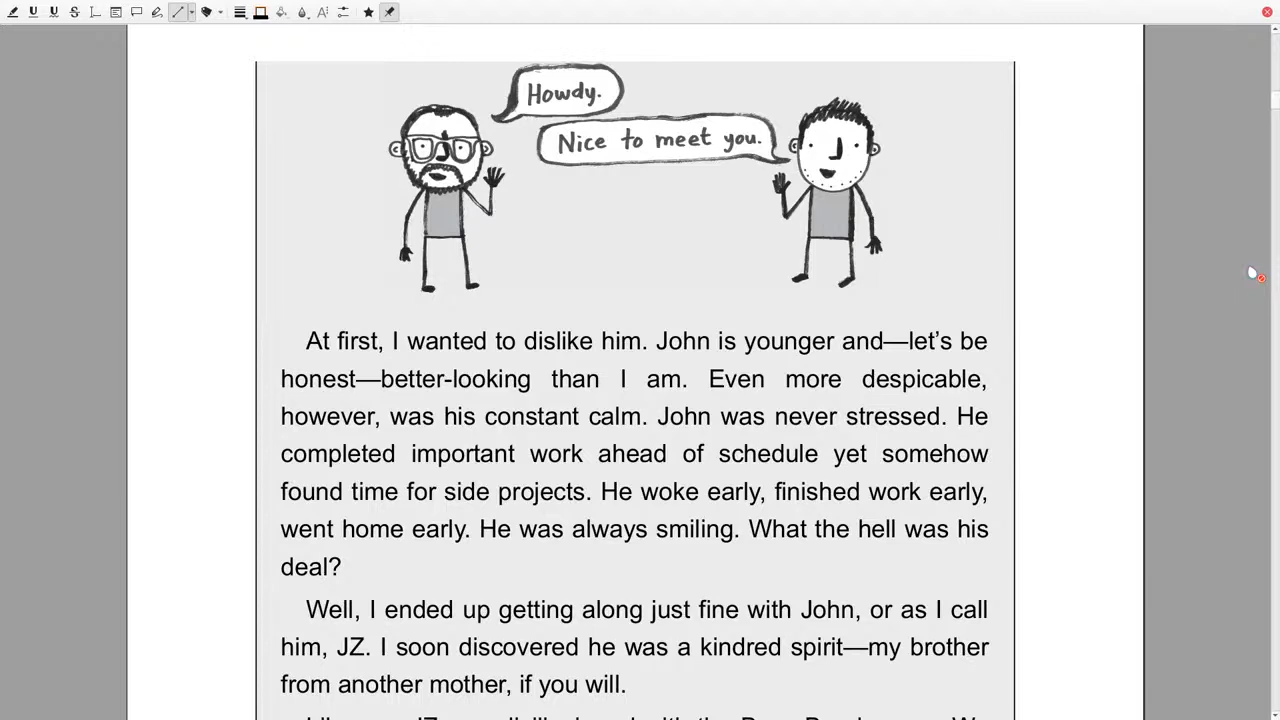 Howdy.
Nice to meet you.
At first, I wanted to dislike him. John is younger and—let’s be
honest—better-looking than I am. Even more despicable,
however, was his constant calm. John was never stressed. He
completed important work ahead of schedule yet somehow
found time for side projects. He woke early, finished work early,
went home early. He was always smiling. What the hell was his
deal?
Well, I ended up getting along just fine with John, or as I call
him, JZ. I soon discovered he was a kindred spirit—my brother
from another mother, if you will.